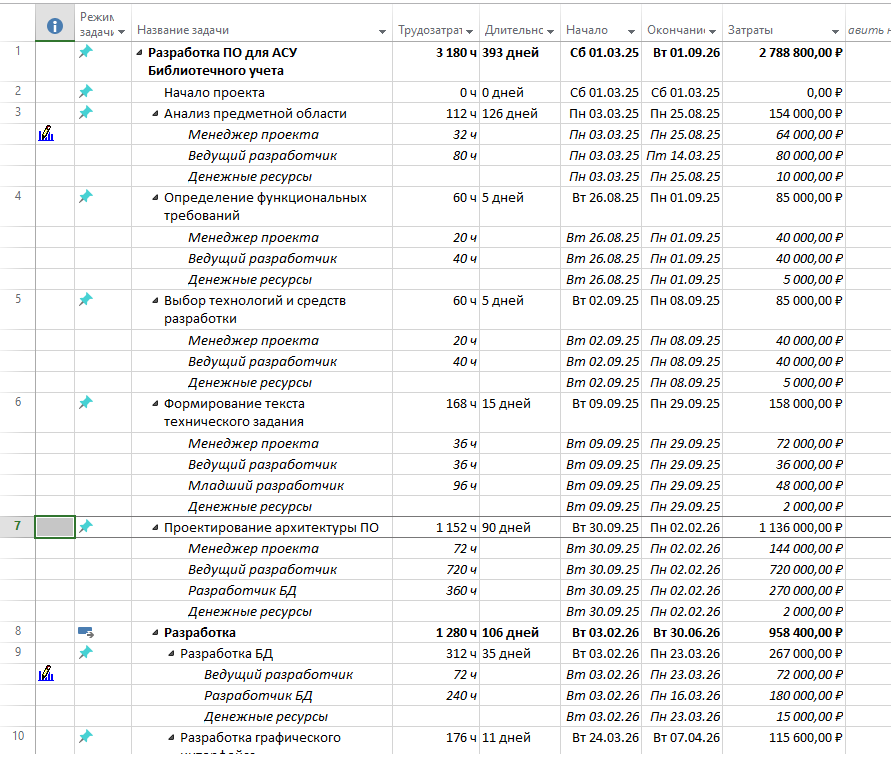 Режим задачи Название задачи Трудозатрат Длительнс Начало Окончание Затраты авить н
1 Разработка ПО для АСУ Библиотечного учета 3 180 ч 393 дней Сб 01.03.25 Вт 01.09.26 2 788 800,00 ₽
2 Начало проекта 0 ч 0 дней Сб 01.03.25 Сб 01.03.25 0,00 ₽
3 Анализ предметной области 112 ч 126 дней Пн 03.03.25 Пн 25.08.25 154 000,00 ₽
Менеджер проекта 32 ч Пн 03.03.25 Пн 25.08.25 64 000,00 ₽
Ведущий разработчик 80 ч Пн 03.03.25 Пт 14.03.25 80 000,00 ₽
Денежные ресурсы Пн 03.03.25 Пн 25.08.25 10 000,00 ₽
4 Определение функциональных требований 60 ч 5 дней Вт 26.08.25 Пн 01.09.25 85 000,00 ₽
Менеджер проекта 20 ч Вт 26.08.25 Пн 01.09.25 40 000,00 ₽
Ведущий разработчик 40 ч Вт 26.08.25 Пн 01.09.25 40 000,00 ₽
Денежные ресурсы Вт 26.08.25 Пн 01.09.25 5 000,00 ₽
5 Выбор технологий и средств разработки 60 ч 5 дней Вт 02.09.25 Пн 08.09.25 85 000,00 ₽
Менеджер проекта 20 ч Вт 02.09.25 Пн 08.09.25 40 000,00 ₽
Ведущий разработчик 40 ч Вт 02.09.25 Пн 08.09.25 40 000,00 ₽
Денежные ресурсы Вт 02.09.25 Пн 08.09.25 5 000,00 ₽
6 Формирование текста технического задания 168 ч 15 дней Вт 09.09.25 Пн 29.09.25 158 000,00 ₽
Менеджер проекта 36 ч Вт 09.09.25 Пн 29.09.25 72 000,00 ₽
Ведущий разработчик 36 ч Вт 09.09.25 Пн 29.09.25 36 000,00 ₽
Младший разработчик 96 ч Вт 09.09.25 Пн 29.09.25 48 000,00 ₽
Денежные ресурсы Вт 09.09.25 Пн 29.09.25 2 000,00 ₽
7 Проектирование архитектуры ПО 1 152 ч 90 дней Вт 30.09.25 Пн 02.02.26 1 136 000,00 ₽
Менеджер проекта 72 ч Вт 30.09.25 Пн 02.02.26 144 000,00 ₽
Ведущий разработчик 720 ч Вт 30.09.25 Пн 02.02.26 720 000,00 ₽
Разработчик БД 360 ч Вт 30.09.25 Пн 02.02.26 270 000,00 ₽
Денежные ресурсы Вт 30.09.25 Пн 02.02.26 2 000,00 ₽
8 Разработка 1 280 ч 106 дней Вт 03.02.26 Вт 30.06.26 958 400,00 ₽
9 Разработка БД 312 ч 35 дней Вт 03.02.26 Пн 23.03.26 267 000,00 ₽
Ведущий разработчик 72 ч Вт 03.02.26 Пн 23.03.26 72 000,00 ₽
Разработчик БД 240 ч Вт 03.02.26 Пн 16.03.26 180 000,00 ₽
Денежные ресурсы Вт 03.02.26 Пн 23.03.26 15 000,00 ₽
10 Разработка графического 176 ч 11 дней Вт 24.03.26 Вт 07.04.26 115 600,00 ₽